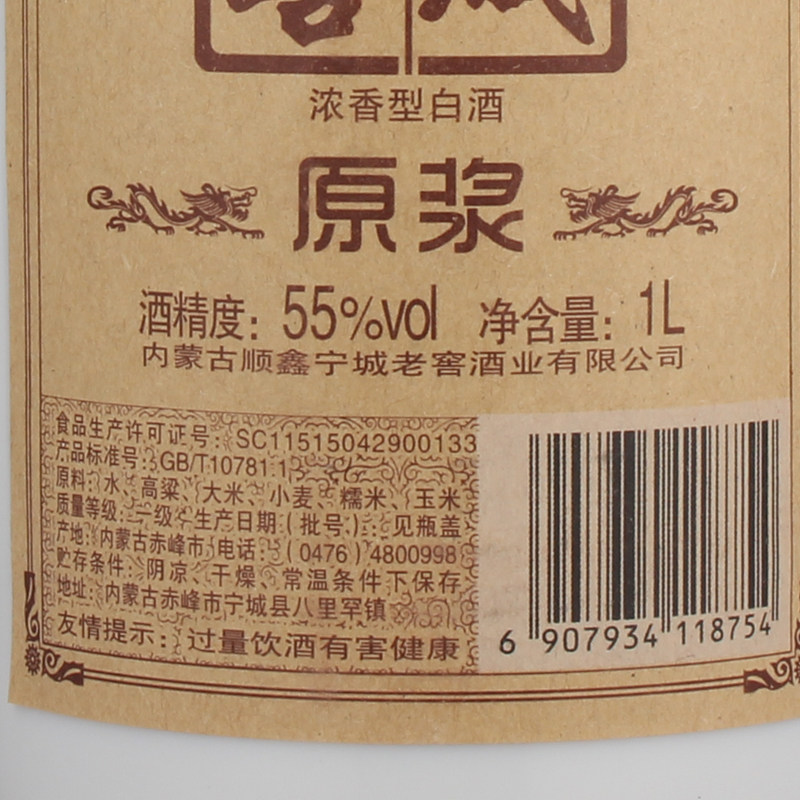 浓香型白酒
原浆
酒精度：55%vol 净含量：1L
内蒙古顺鑫宁城老窖酒业有限公司
食品生产许可证号：SC11515042900133
产品标准号：GB/T10781.1
原料：水、高粱、大米、小麦、糯米、玉米
质量等级：一级 生产日期（批号）：见瓶盖
产地：内蒙古赤峰市 电话：（0476）4800998
贮存条件：阴凉、干燥、常温条件下保存
地址：内蒙古赤峰市宁城县八里罕镇
友情提示：过量饮酒有害健康
6 907934 118754